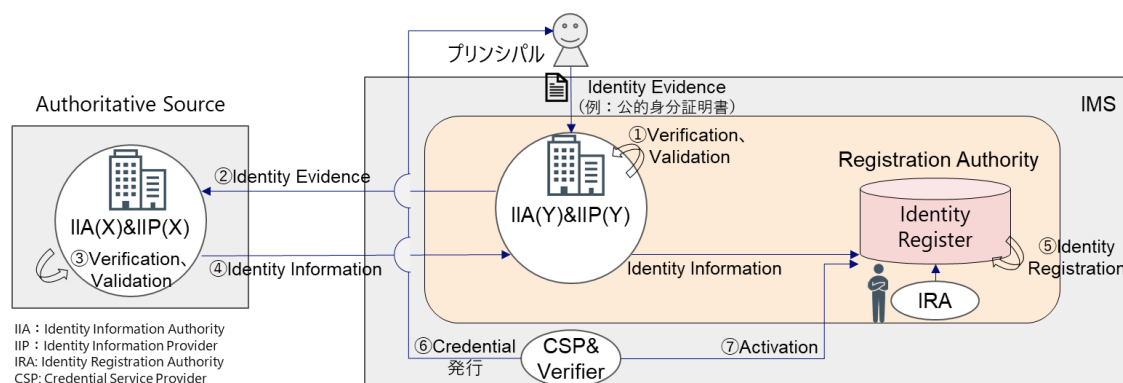 プリンシパル
Identity Evidence
（例：公的身分証明書）
IMS
Authoritative Source
①Verification、
Validation
Registration Authority
②Identity Evidence
IIA(X)&IIP(X)
IIA(Y)&IIP(Y)
Identity
Register
③Verification、
Validation
④Identity Information
Identity Information
⑤Identity
Registration
IRA
IIA：Identity Information Authority
IIP：Identity Information Provider
IRA: Identity Registration Authority
CSP: Credential Service Provider
⑥Credential
発行
CSP&
Verifier
⑦Activation